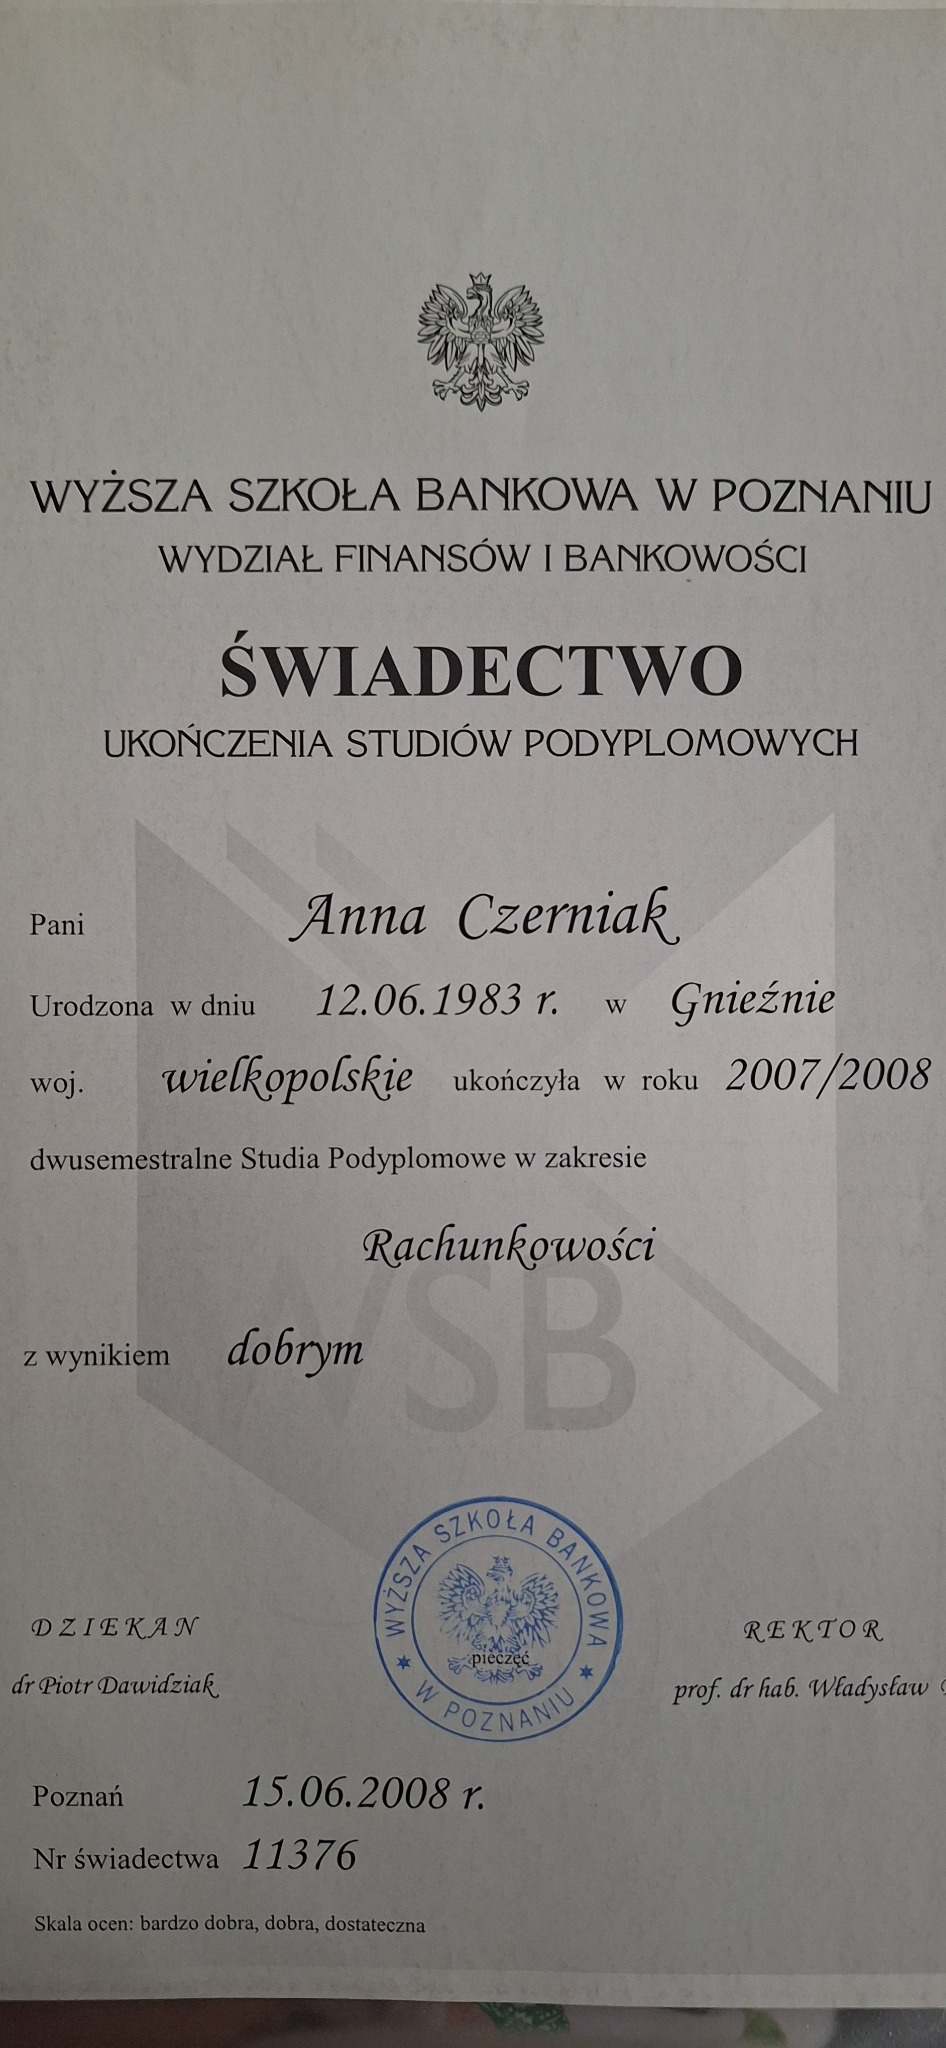 WYŻSZA SZKOŁA BANKOWA W POZNANIU
WYDZIAŁ FINANSÓW I BANKOWOŚCI
ŚWIADECTWO
UKOŃCZENIA STUDIÓW PODYPLOMOWYCH
Pani Anna Czerniak
Urodzona w dniu 12.06.1983 r. w Gnieźnie
woj. wielkopolskie ukończyła w roku 2007/2008
dwusemestralne Studia Podyplomowe w zakresie
Rachunkowości
WSB
z wynikiem dobrym
WYŻSZA SZKOŁA BANKOWA
W POZNANIU
pieczęć
DZIEKAN REKTOR
dr Piotr Dawidziak prof. dr hab. Władysław
Poznań 15.06.2008 r.
Nr świadectwa 11376
Skala ocen: bardzo dobra, dobra, dostateczna